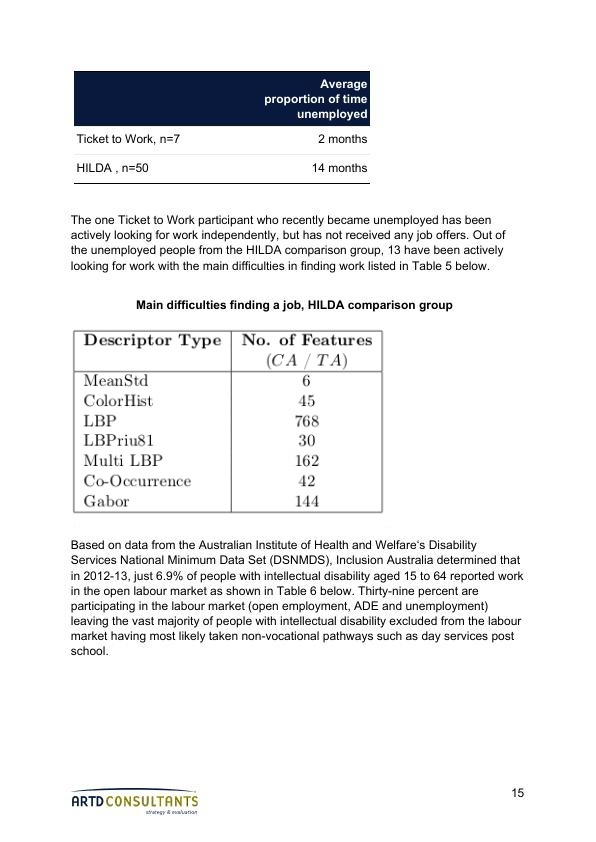 Average
proportion of time
unemployed
Ticket to Work, n=7 2 months
HILDA , n=50 14 months
The one Ticket to Work participant who recently became unemployed has been
actively looking for work independently, but has not received any job offers. Out of
the unemployed people from the HILDA comparison group, 13 have been actively
looking for work with the main difficulties in finding work listed in Table 5 below.
Main difficulties finding a job, HILDA comparison group
Descriptor Type No. of Features
(CA / TA)
MeanStd 6
ColorHist 45
LBP 768
LBPriu81 30
Multi LBP 162
Co-Occurrence 42
Gabor 144
Based on data from the Australian Institute of Health and Welfare's Disability
Services National Minimum Data Set (DSNMDS), Inclusion Australia determined that
in 2012-13, just 6.9% of people with intellectual disability aged 15 to 64 reported work
in the open labour market as shown in Table 6 below. Thirty-nine percent are
participating in the labour market (open employment, ADE and unemployment)
leaving the vast majority of people with intellectual disability excluded from the labour
market having most likely taken non-vocational pathways such as day services post
school.
ARTD CONSULTANTS
strategy & evaluation
15